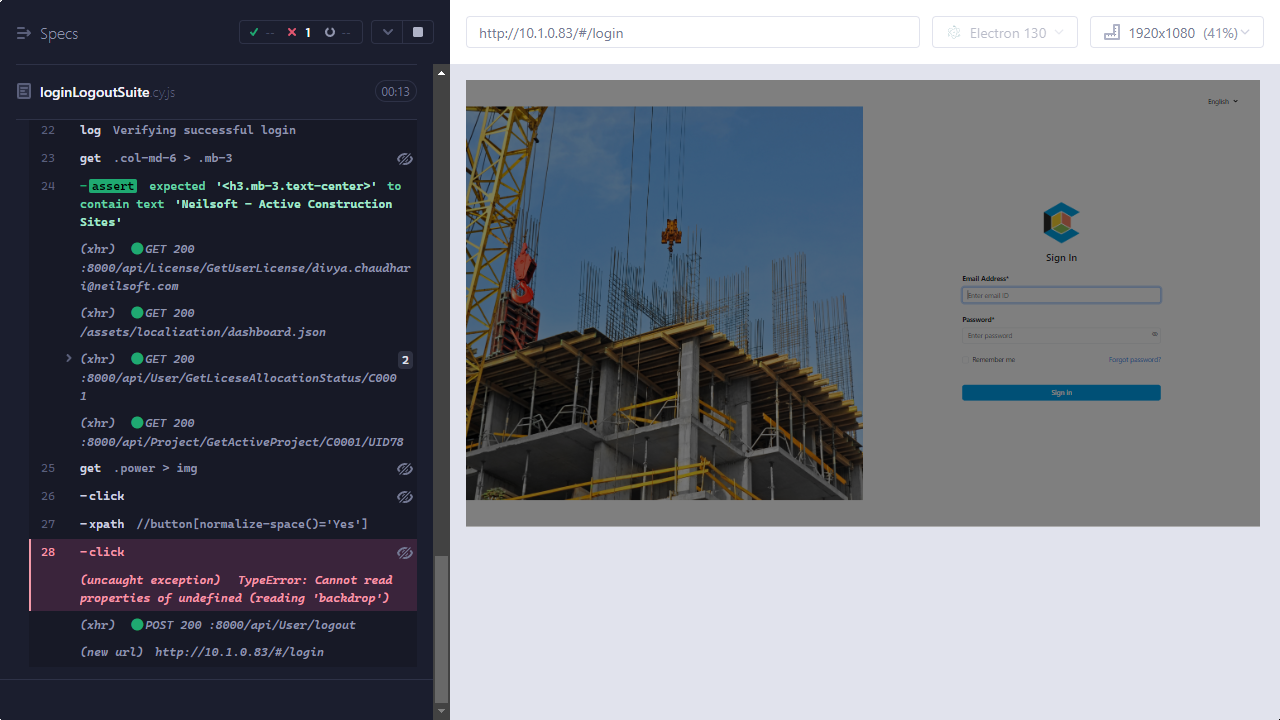 Specs
--
1
--
loginLogoutSuite.cy.js
00:13
22 log Verifying successful login
23 get .col-md-6 > .mb-3
24 -assert expected '<h3.mb-3.text-center>' to
contain text 'Neilsoft - Active Construction
Sites'
(xhr) GET 200
:8000/api/License/GetUserLicense/divya.chaudhar
i@neilsoft.com
(xhr) GET 200
/assets/localization/dashboard.json
(xhr) GET 200 2
:8000/api/User/GetLiceseAllocationStatus/C000
1
(xhr) GET 200
:8000/api/Project/GetActiveProject/C0001/UID78
25 get .power > img
26 -click
27 -xpath //button[normalize-space()='Yes']
28 -click
(uncaught exception) TypeError: Cannot read
properties of undefined (reading 'backdrop')
(xhr) POST 200 :8000/api/User/logout
(new url) http://10.1.0.83/#/login
http://10.1.0.83/#/login
Electron 130
1920x1080 (41%)
English
Sign In
Email Address*
Enter email ID
Password*
Enter password
Remember me
Forgot password?
Sign In